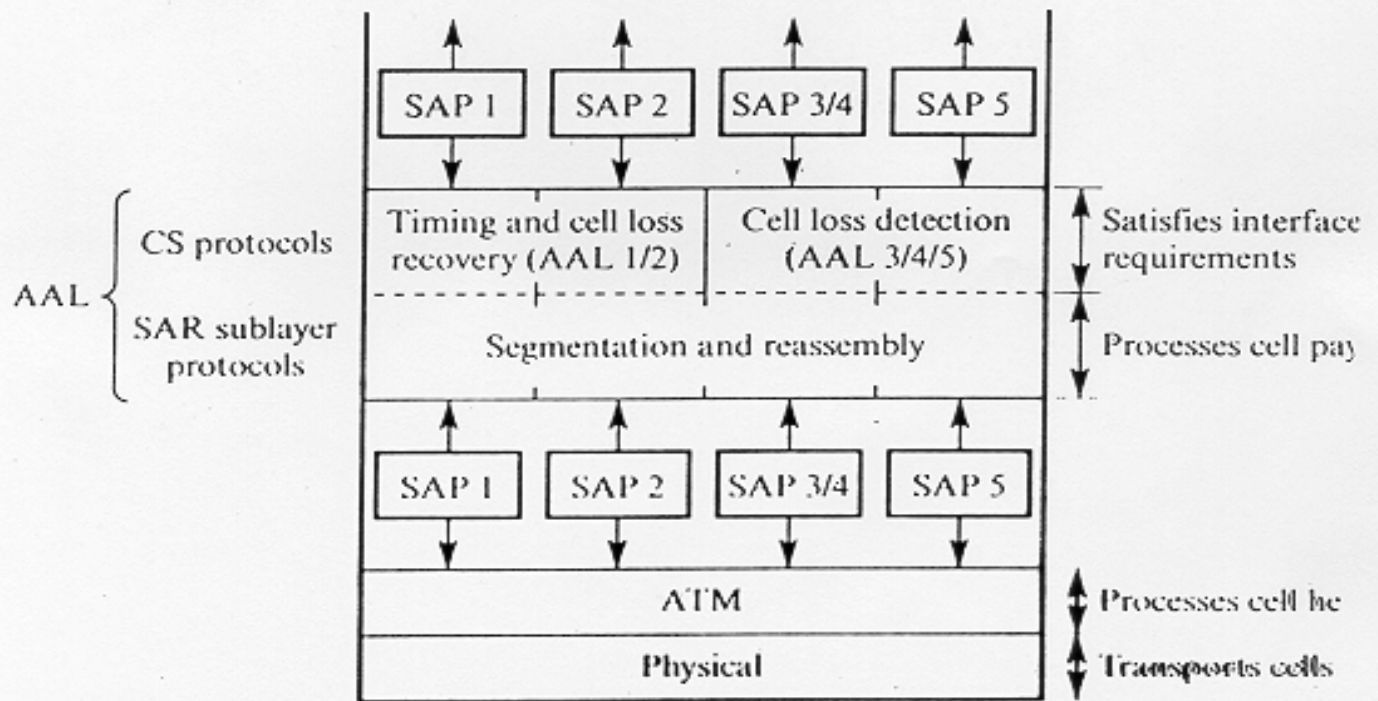 SAP 1
SAP 2
SAP 3/4
SAP 5
AAL
CS protocols
Timing and cell loss
recovery (AAL 1/2)
Cell loss detection
(AAL 3/4/5)
Satisfies interface
requirements
SAR sublayer
protocols
Segmentation and reassembly
Processes cell pay
SAP 1
SAP 2
SAP 3/4
SAP 5
ATM
Processes cell he
Physical
Transports cells